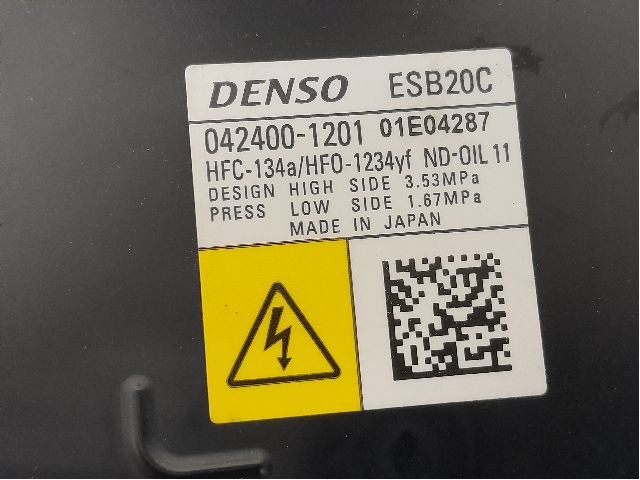 DENSO ESB20C
042400-1201 01E04287
HFC-134a/HFO-1234yf ND-OIL 11
DESIGN HIGH SIDE 3.53MPa
PRESS LOW SIDE 1.67MPa
MADE IN JAPAN